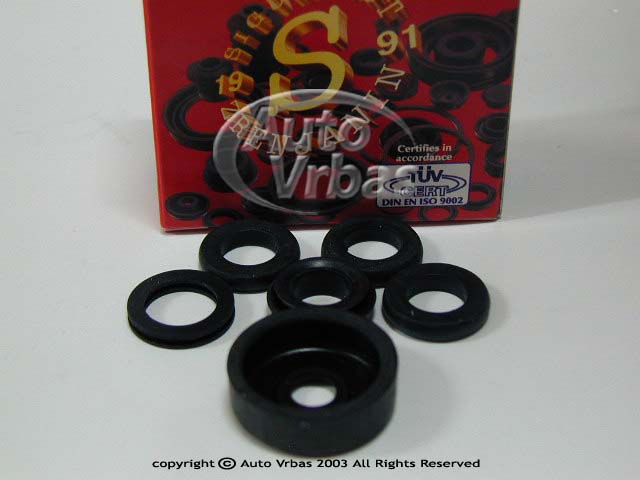 19
S
91
RENJANIN
Auto
Vrbas
Certifies in
accordance
TÜV
CERT
DIN EN ISO 9002
copyright © Auto Vrbas 2003 All Rights Reserved